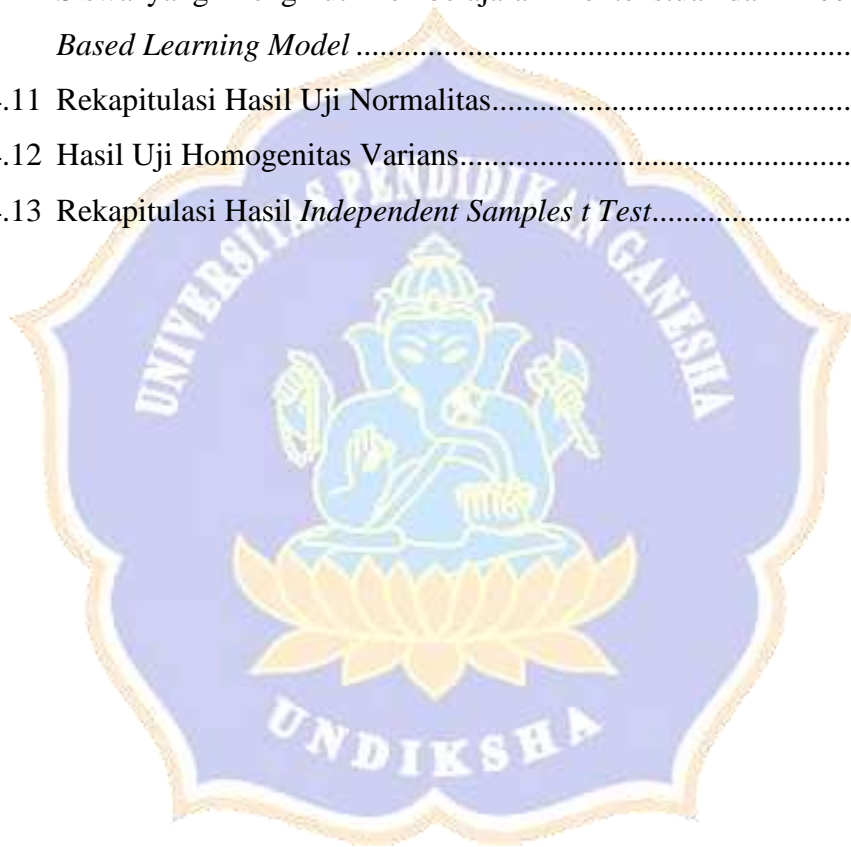 Based Learning Model ................................................................
.11 Rekapitulasi Hasil Uji Normalitas................................................
.12 Hasil Uji Homogenitas Varians....................................................
.13 Rekapitulasi Hasil Independent Samples t Test.........................
UNIVERSITAS PENDIDIKAN GANESHA
UNDIKSHA